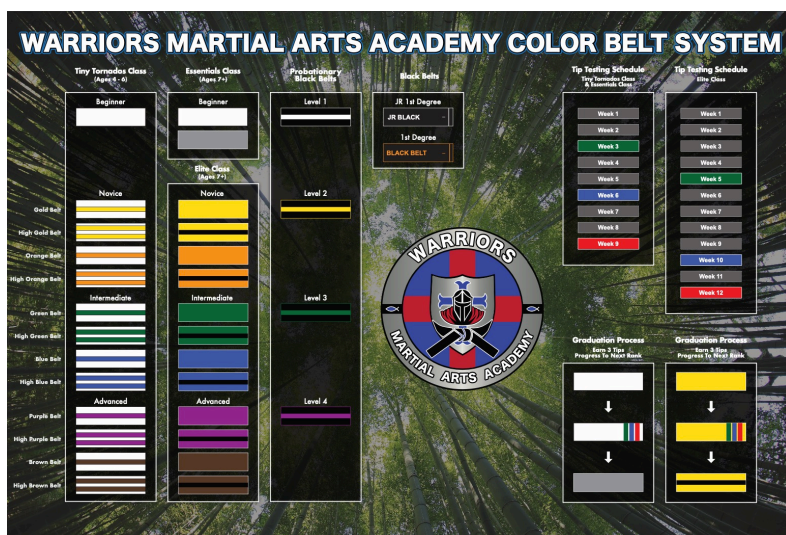 WARRIORS MARTIAL ARTS ACADEMY COLOR BELT SYSTEM
Tiny Tornados Class
(Ages 4 - 6)
Beginner
Novice
Gold Belt
High Gold Belt
Orange Belt
High Orange Belt
Intermediate
Green Belt
High Green Belt
Blue Belt
High Blue Belt
Advanced
Purple Belt
High Purple Belt
Brown Belt
High Brown Belt
Essentials Class
(Ages 7+)
Beginner
Elite Class
(Ages 7+)
Novice
Intermediate
Advanced
Probationary
Black Belts
Level 1
Level 2
Level 3
Level 4
Black Belts
JR 1st Degree
JR BLACK
1st Degree
BLACK BELT
WARRIORS
MARTIAL ARTS ACADEMY
Tip Testing Schedule
Tiny Tornados Class
& Essentials Class
Week 1
Week 2
Week 3
Week 4
Week 5
Week 6
Week 7
Week 8
Week 9
Tip Testing Schedule
Elite Class
Week 1
Week 2
Week 3
Week 4
Week 5
Week 6
Week 7
Week 8
Week 9
Week 10
Week 11
Week 12
Graduation Process
Earn 3 Tips
Progress To Next Rank
Graduation Process
Earn 3 Tips
Progress To Next Rank